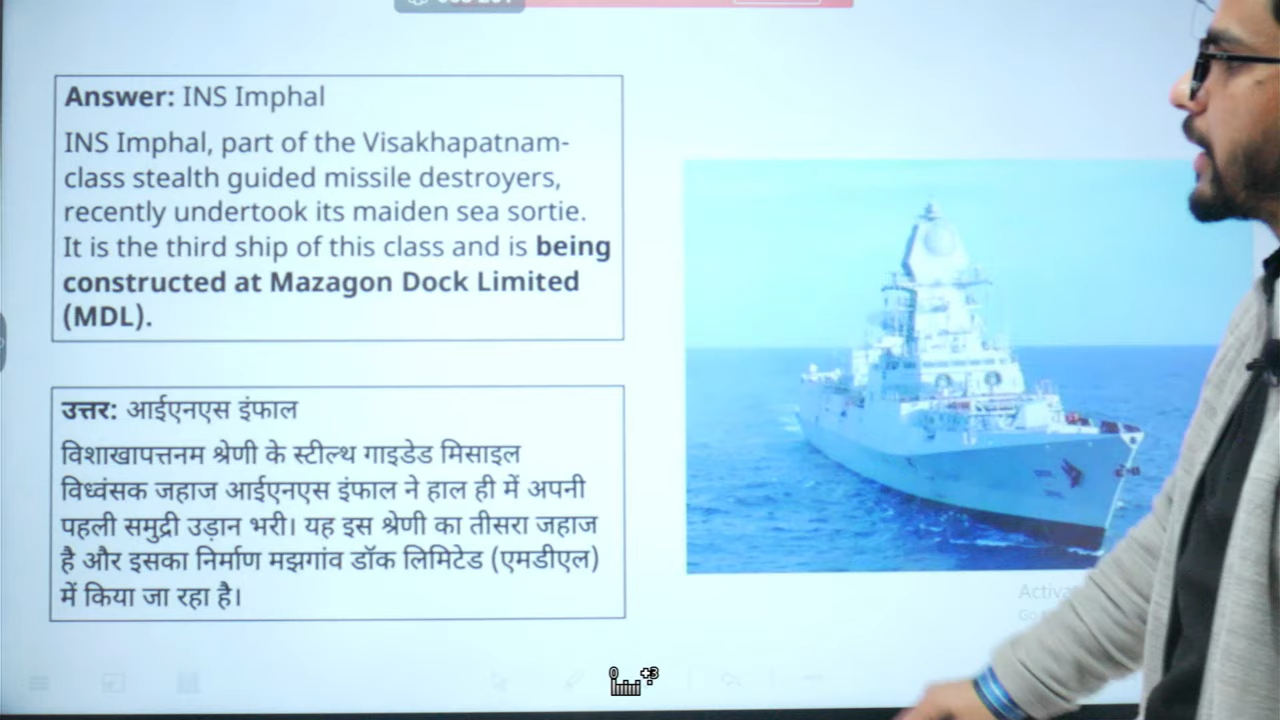 Answer: INS Imphal
INS Imphal, part of the Visakhapatnam-
class stealth guided missile destroyers,
recently undertook its maiden sea sortie.
It is the third ship of this class and is being
constructed at Mazagon Dock Limited
(MDL).
उत्तर: आईएनएस इंफाल
विशाखापत्तनम श्रेणी के स्टील्थ गाइडेड मिसाइल
विध्वंसक जहाज आईएनएस इंफाल ने हाल ही में अपनी
पहली समुद्री उड़ान भरी। यह इस श्रेणी का तीसरा जहाज
है और इसका निर्माण मझगांव डॉक लिमिटेड (एमडीएल)
में किया जा रहा है।